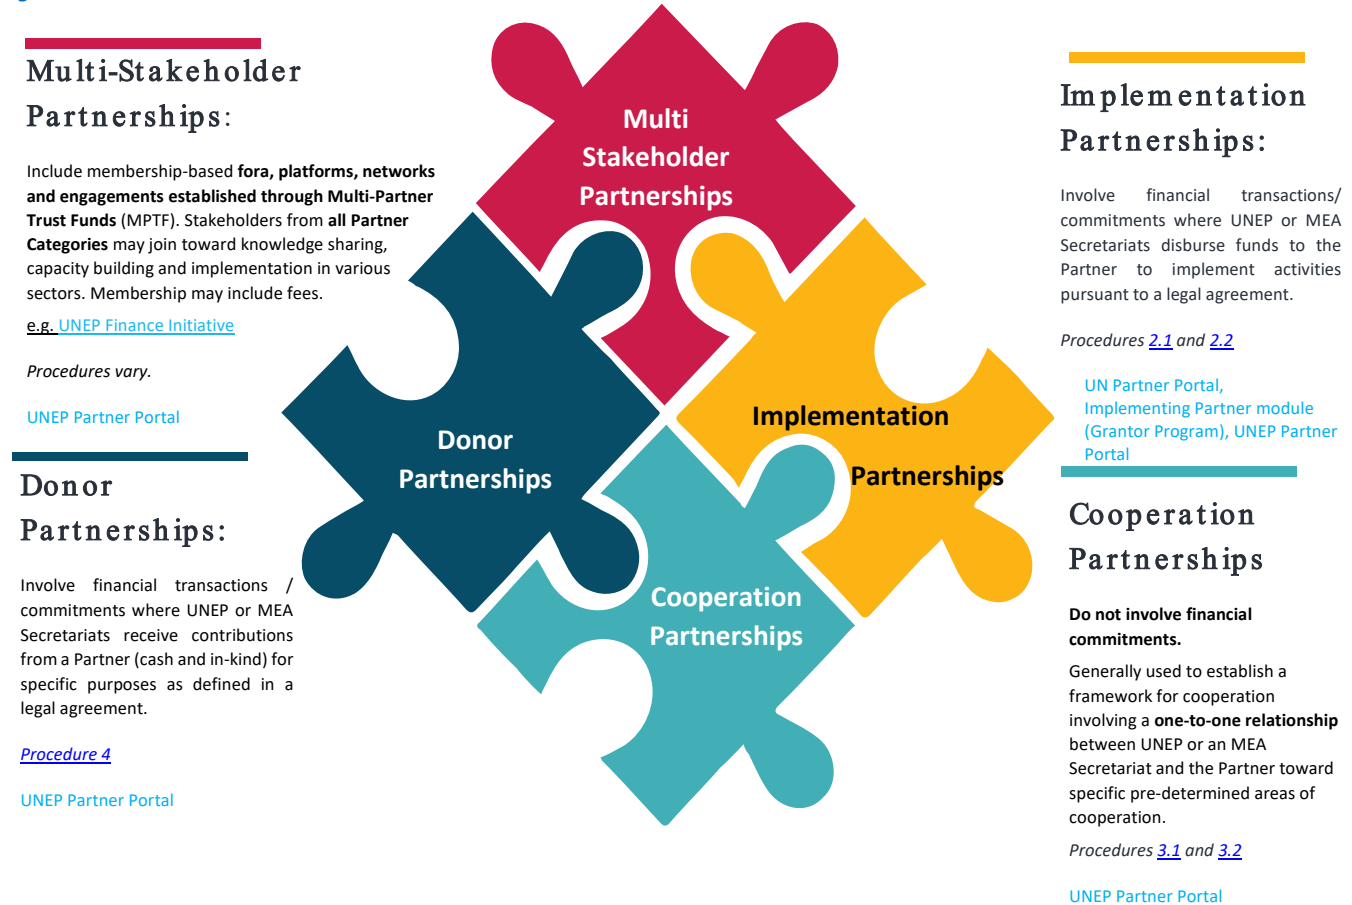 Multi-Stakeholder
Partnerships:
Include membership-based fora, platforms, networks
and engagements established through Multi-Partner
Trust Funds (MPTF). Stakeholders from all Partner
Categories may join toward knowledge sharing,
capacity building and implementation in various
sectors. Membership may include fees.
e.g. UNEP Finance Initiative
Procedures vary.
UNEP Partner Portal
Donor
Partnerships:
Involve financial transactions /
commitments where UNEP or MEA
Secretariats receive contributions
from a Partner (cash and in-kind) for
specific purposes as defined in a
legal agreement.
Procedure 4
UNEP Partner Portal
Multi
Stakeholder
Partnerships
Donor
Partnerships
Implementation
Partnerships
Cooperation
Partnerships
Implementation
Partnerships:
Involve financial transactions/
commitments where UNEP or MEA
Secretariats disburse funds to the
Partner to implement activities
pursuant to a legal agreement.
Procedures 2.1 and 2.2
UN Partner Portal,
Implementing Partner module
(Grantor Program), UNEP Partner
Portal
Cooperation
Partnerships
Do not involve financial
commitments.
Generally used to establish a
framework for cooperation
involving a one-to-one relationship
between UNEP or an MEA
Secretariat and the Partner toward
specific pre-determined areas of
cooperation.
Procedures 3.1 and 3.2
UNEP Partner Portal